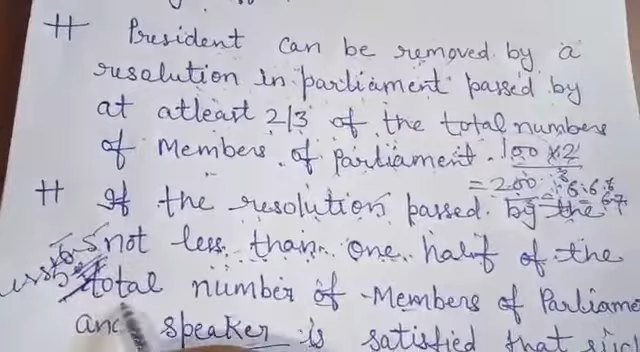 # President can be removed by a
resolution in parliament passed by
at atleast 2/3 of the total numbers
of Members of parliament. 100 x 2
= 200
# If the resolution passed. by the
not less than one half of the
total number of Members of Parliame
and speaker is satisfied that such